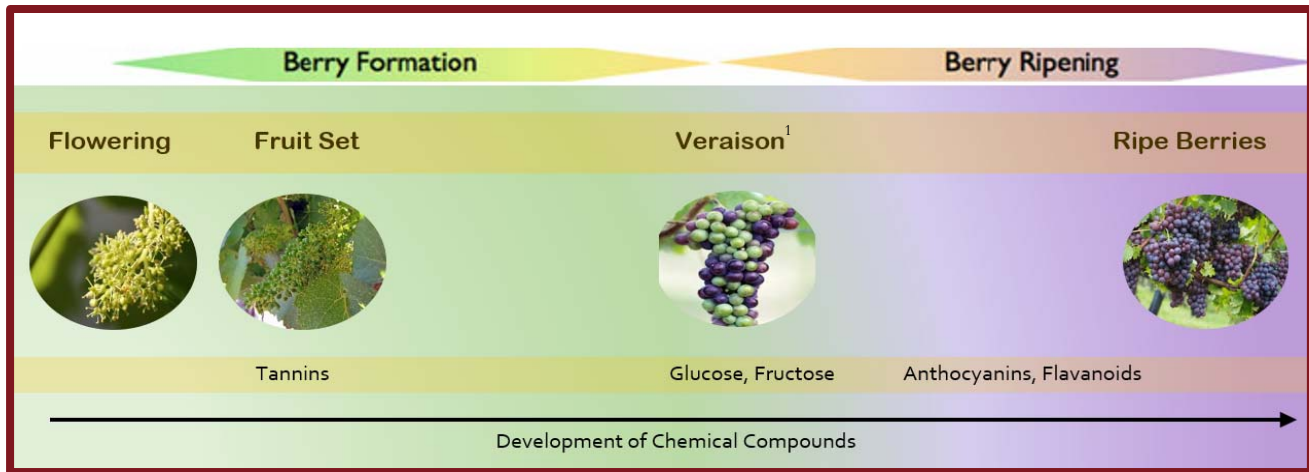 Berry Formation
Berry Ripening
Flowering
Fruit Set
Veraison¹
Ripe Berries
Tannins
Glucose, Fructose
Anthocyanins, Flavanoids
Development of Chemical Compounds